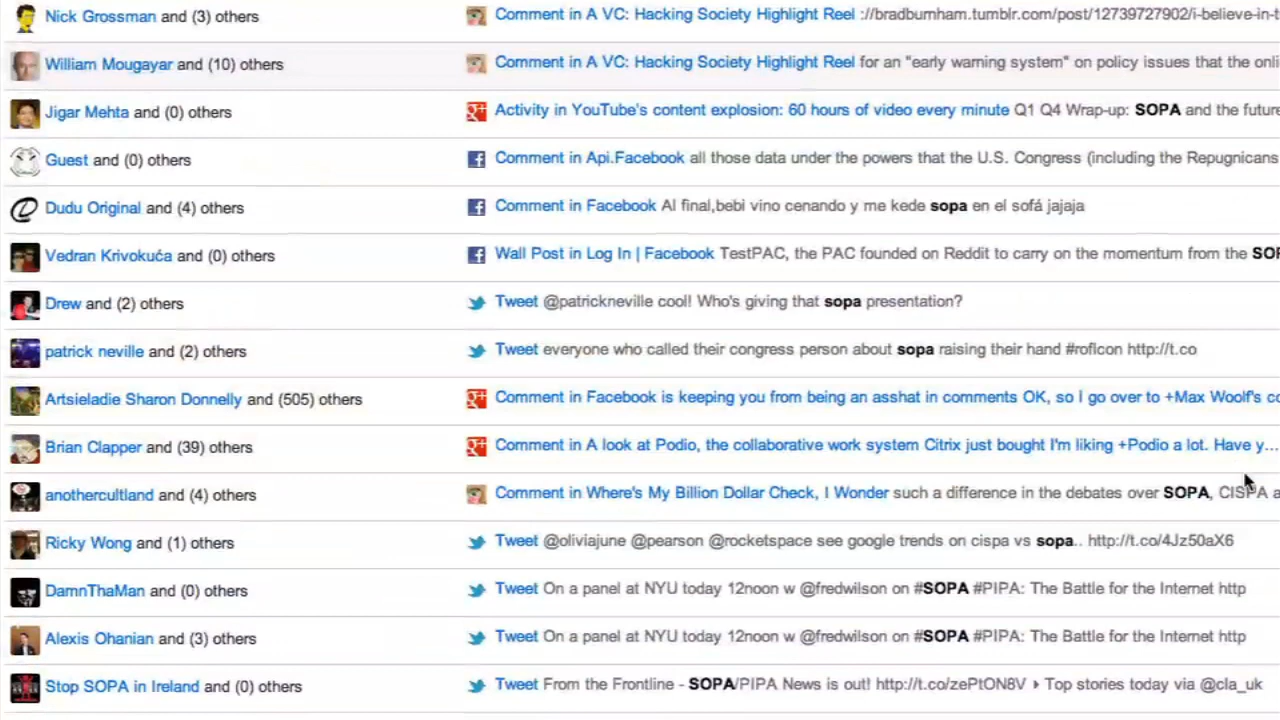 Nick Grossman and (3) others Comment in A VC: Hacking Society Highlight Reel ://bradburnham.tumblr.com/post/12739727902/i-believe-in-t
William Mougayar and (10) others Comment in A VC: Hacking Society Highlight Reel for an "early warning system" on policy issues that the onli
Jigar Mehta and (0) others Activity in YouTube's content explosion: 60 hours of video every minute Q1 Q4 Wrap-up: SOPA and the future
Guest and (0) others Comment in Api.Facebook all those data under the powers that the U.S. Congress (including the Repugnicans
Dudu Original and (4) others Comment in Facebook Al final,bebi vino cenando y me kede sopa en el sofá jajaja
Vedran Krivokuća and (0) others Wall Post in Log In | Facebook TestPAC, the PAC founded on Reddit to carry on the momentum from the SOP
Drew and (2) others Tweet @patrickneville cool! Who's giving that sopa presentation?
patrick neville and (2) others Tweet everyone who called their congress person about sopa raising their hand #roflcon http://t.co
Artsieladie Sharon Donnelly and (505) others Comment in Facebook is keeping you from being an asshat in comments OK, so I go over to +Max Woolf's co
Brian Clapper and (39) others Comment in A look at Podio, the collaborative work system Citrix just bought I'm liking +Podio a lot. Have y...
anothercultland and (4) others Comment in Where's My Billion Dollar Check, I Wonder such a difference in the debates over SOPA, CISPA a
Ricky Wong and (1) others Tweet @oliviajune @pearson @rocketspace see google trends on cispa vs sopa.. http://t.co/4Jz50aX6
DamnThaMan and (0) others Tweet On a panel at NYU today 12noon w @fredwilson on #SOPA #PIPA: The Battle for the Internet http
Alexis Ohanian and (3) others Tweet On a panel at NYU today 12noon w @fredwilson on #SOPA #PIPA: The Battle for the Internet http
Stop SOPA in Ireland and (0) others Tweet From the Frontline - SOPA/PIPA News is out! http://t.co/zePtON8V ▸ Top stories today via @cla_uk